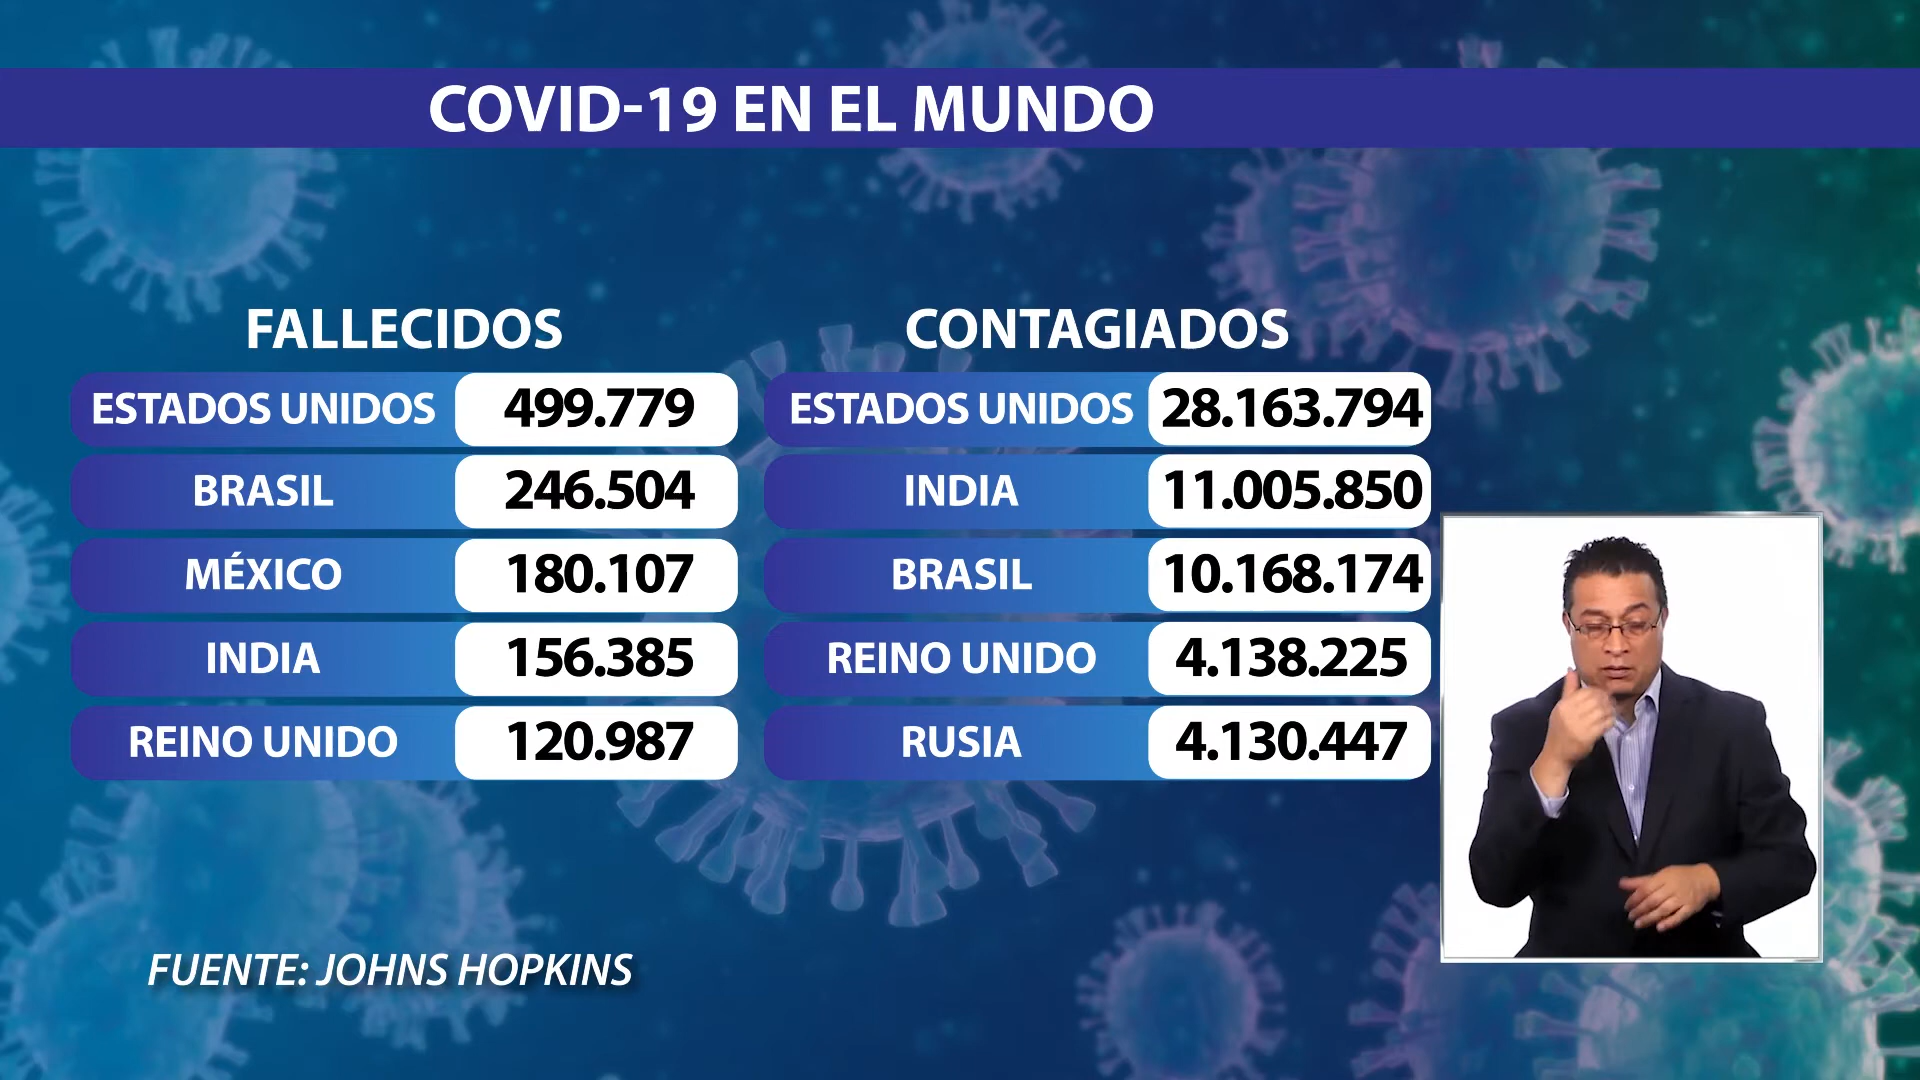 COVID-19 EN EL MUNDO
FALLECIDOS
ESTADOS UNIDOS 499.779
BRASIL 246.504
MÉXICO 180.107
INDIA 156.385
REINO UNIDO 120.987
CONTAGIADOS
ESTADOS UNIDOS 28.163.794
INDIA 11.005.850
BRASIL 10.168.174
REINO UNIDO 4.138.225
RUSIA 4.130.447
FUENTE: JOHNS HOPKINS